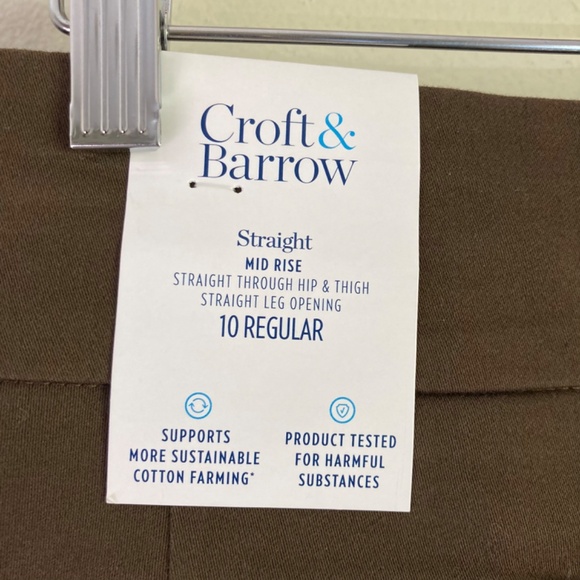 Croft&
Barrow
Straight
MID RISE
STRAIGHT THROUGH HIP & THIGH
STRAIGHT LEG OPENING
10 REGULAR
SUPPORTS
MORE SUSTAINABLE
COTTON FARMING*
PRODUCT TESTED
FOR HARMFUL
SUBSTANCES